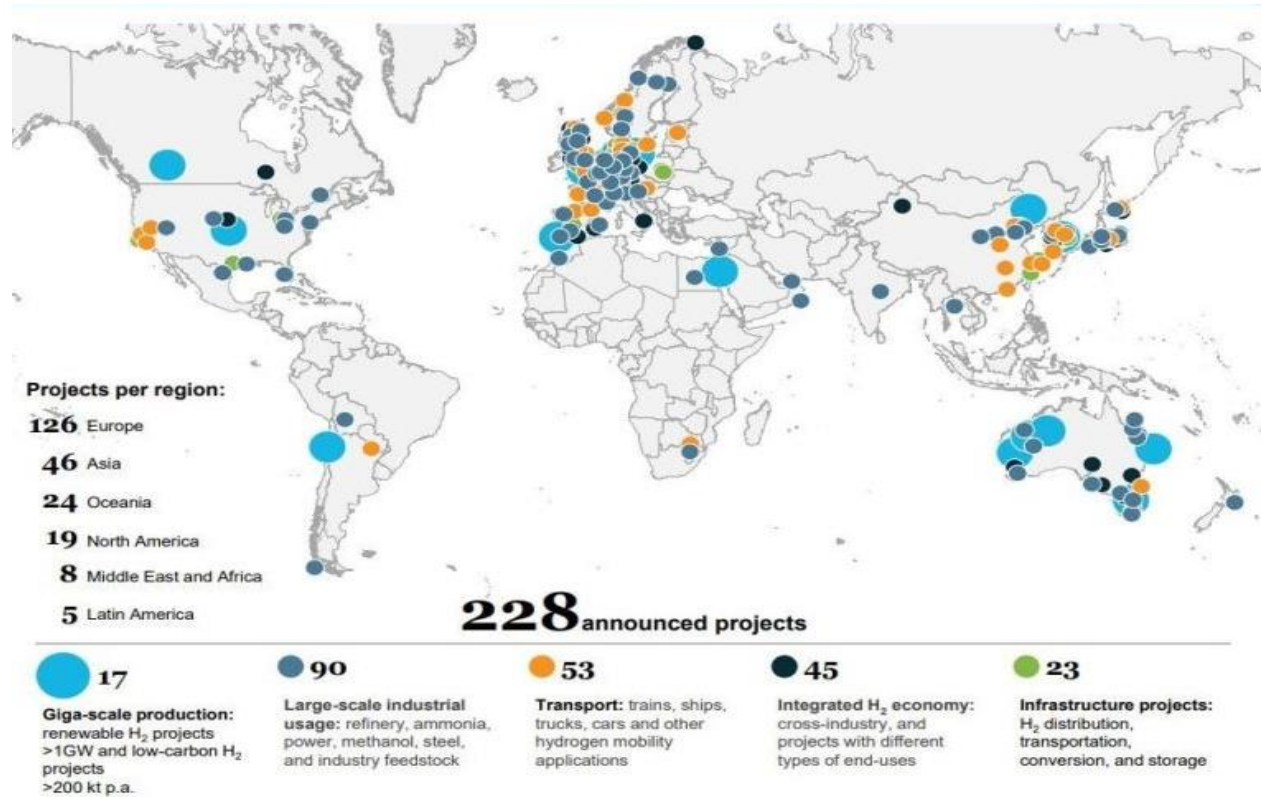 Projects per region:
126 Europe
46 Asia
24 Oceania
19 North America
8 Middle East and Africa
5 Latin America
228 announced projects
17
Giga-scale production:
renewable H₂ projects
>1GW and low-carbon H₂
projects
>200 kt p.a.
90
Large-scale industrial
usage: refinery, ammonia,
power, methanol, steel,
and industry feedstock
53
Transport: trains, ships,
trucks, cars and other
hydrogen mobility
applications
45
Integrated H₂ economy:
cross-industry, and
projects with different
types of end-uses
23
Infrastructure projects:
H₂ distribution,
transportation,
conversion, and storage